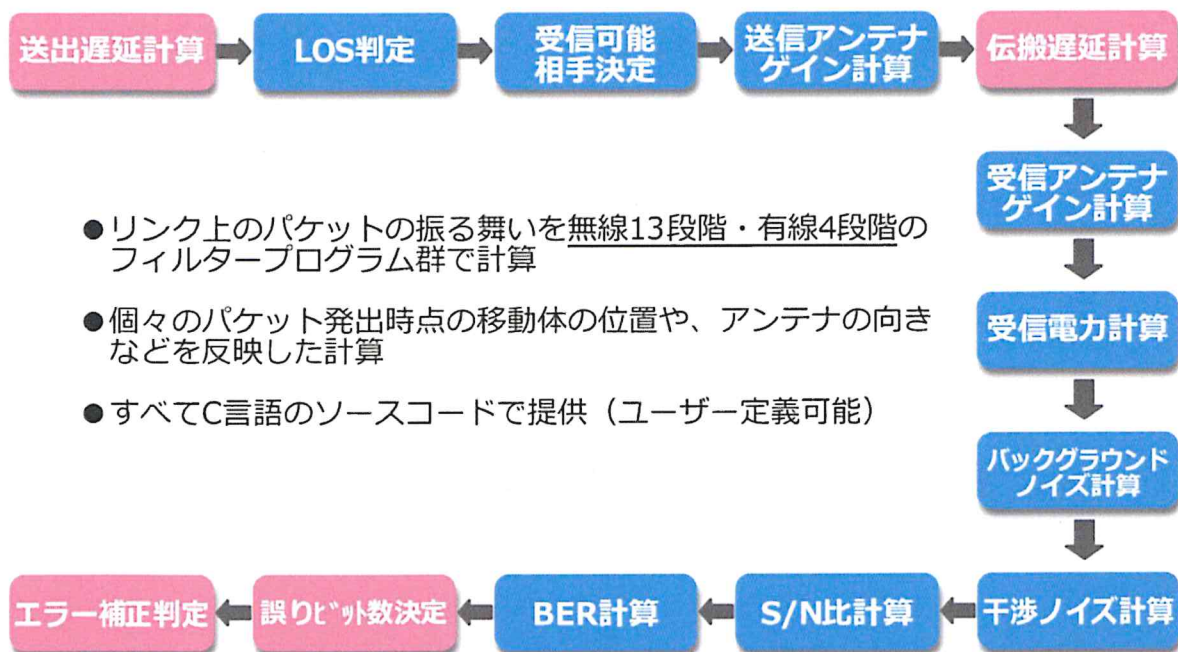 送出遅延計算
LOS判定
受信可能
相手決定
送信アンテナ
ゲイン計算
伝搬遅延計算
受信アンテナ
ゲイン計算
受信電力計算
バックグラウンド
ノイズ計算
干渉ノイズ計算
S/N比計算
BER計算
誤りﾋﾞｯﾄ数決定
エラー補正判定
●リンク上のパケットの振る舞いを無線13段階・有線4段階の
フィルタープログラム群で計算
●個々のパケット発出時点の移動体の位置や、アンテナの向き
などを反映した計算
●すべてC言語のソースコードで提供（ユーザー定義可能）